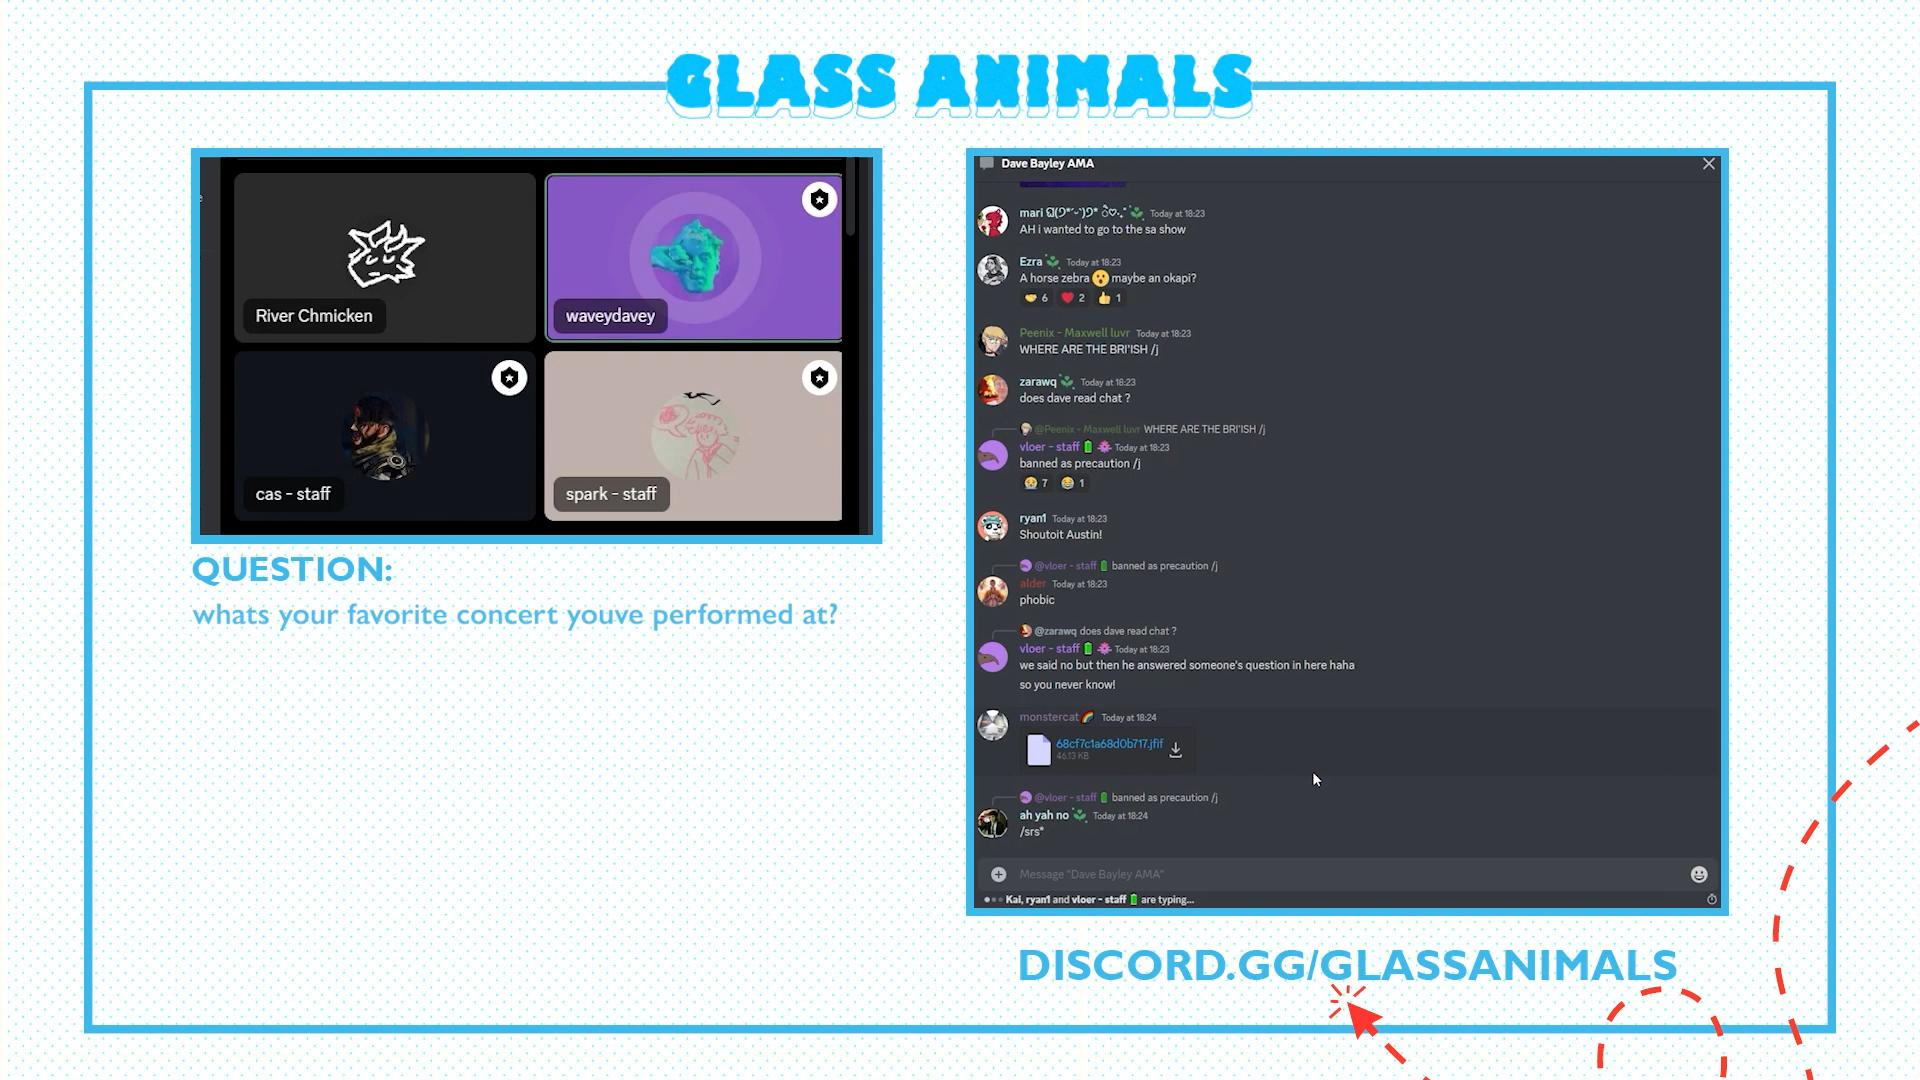 GLASS ANIMALS
River Chmicken
waveydavey
cas - staff
spark - staff
QUESTION:
whats your favorite concert youve performed at?
Dave Bayley AMA
Today at 18:23
AH i wanted to go to the sa show
Ezra Today at 18:23
A horse zebra 😮 maybe an okapi?
6 2 1
Peenix - Maxwell luvr Today at 18:23
WHERE ARE THE BRI'ISH /j
zarawq Today at 18:23
does dave read chat ?
@Peenix - Maxwell luvr WHERE ARE THE BRI'ISH /j
vloer - staff Today at 18:23
banned as precaution /j
7 1
ryan1 Today at 18:23
Shoutoit Austin!
@vloer - staff banned as precaution /j
alder Today at 18:23
phobic
@zarawq does dave read chat ?
vloer - staff Today at 18:23
we said no but then he answered someone's question in here haha
so you never know!
monstercat Today at 18:24
68cf7c1a68d0b717.jfif
46.13 KB
@vloer - staff banned as precaution /j
ah yah no Today at 18:24
/srs*
Message "Dave Bayley AMA"
Kai, ryan1 and vloer - staff are typing...
DISCORD.GG/GLASSANIMALS